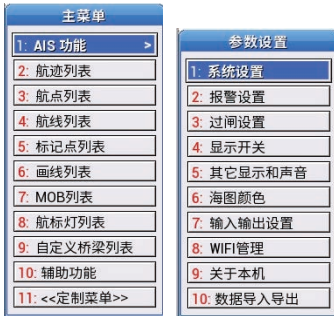 主菜单
1: AIS 功能 >
2: 航迹列表
3: 航点列表
4: 航线列表
5: 标记点列表
6: 画线列表
7: MOB列表
8: 航标灯列表
9: 自定义桥梁列表
10: 辅助功能
11: <<定制菜单>>
参数设置
1: 系统设置
2: 报警设置
3: 过闸设置
4: 显示开关
5: 其它显示和声音
6: 海图颜色
7: 输入输出设置
8: WIFI管理
9: 关于本机
10: 数据导入导出